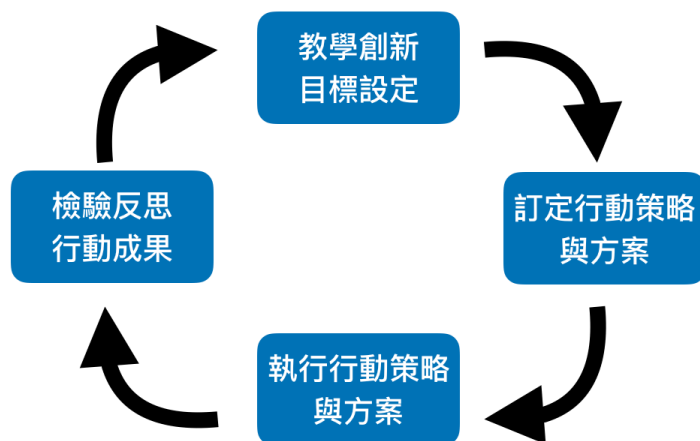 教學創新
目標設定
訂定行動策略
與方案
執行行動策略
與方案
檢驗反思
行動成果